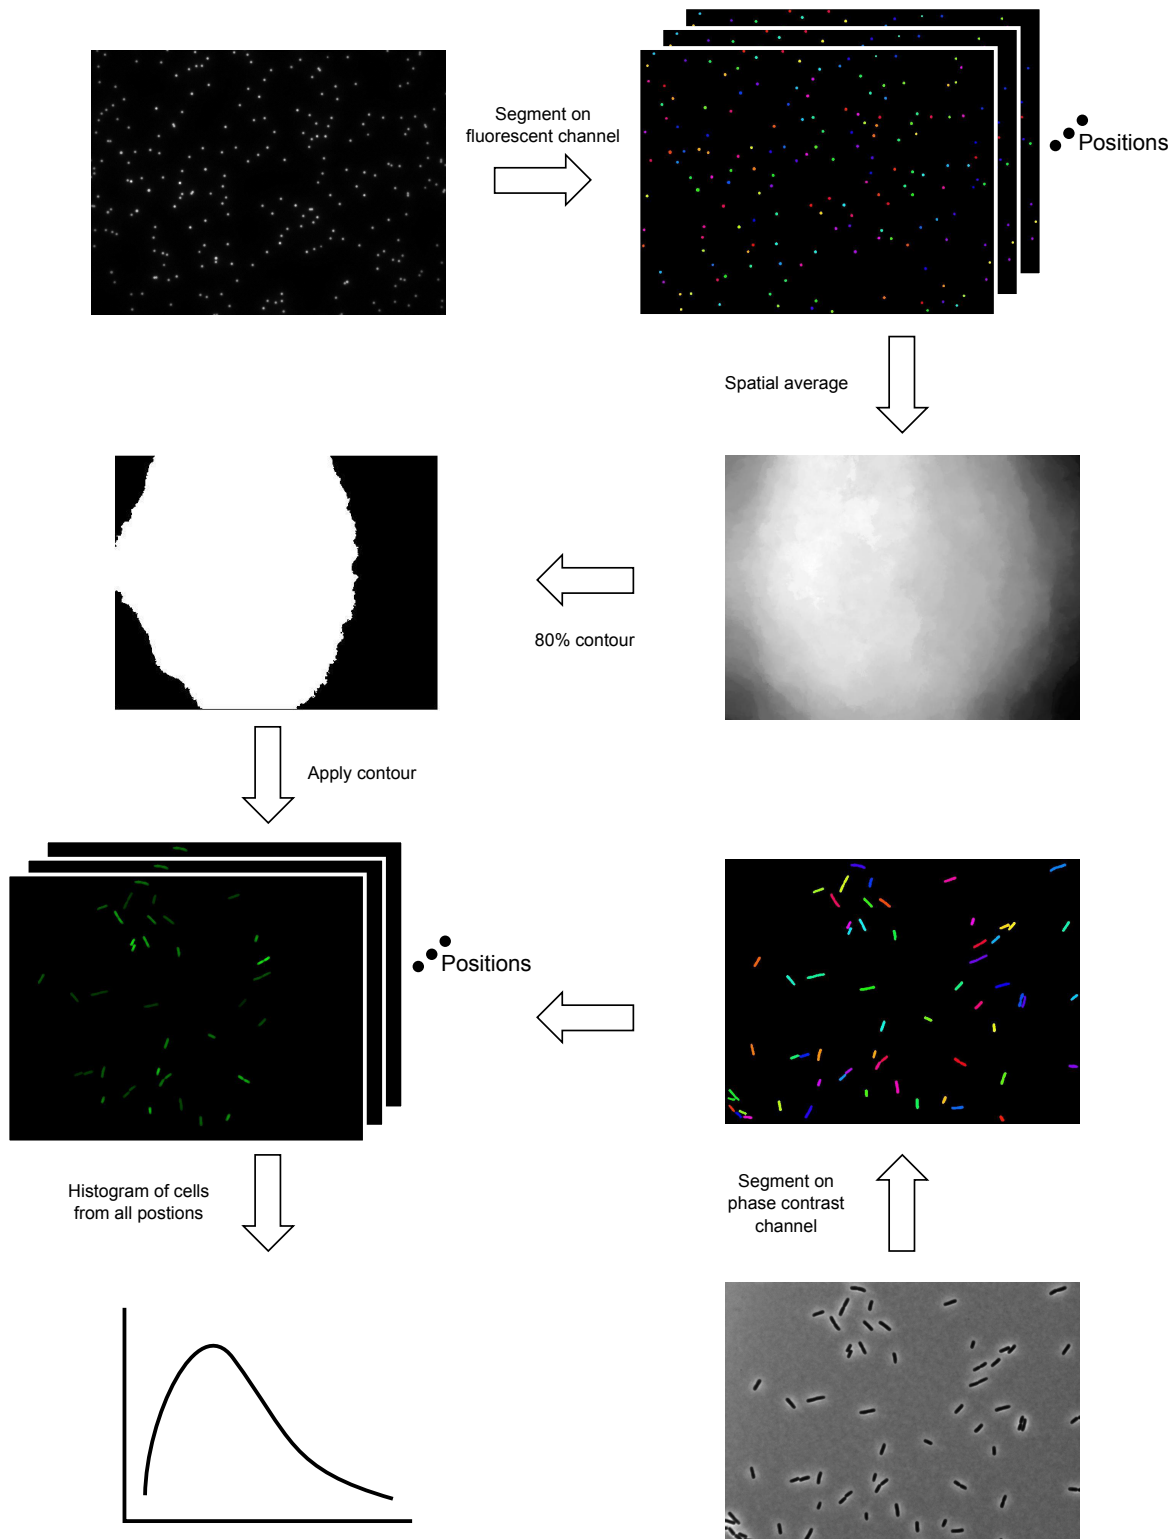 Segment on
fluorescent channel
Positions
Spatial average
80% contour
Apply contour
Positions
Histogram of cells
from all postions
Segment on
phase contrast
channel